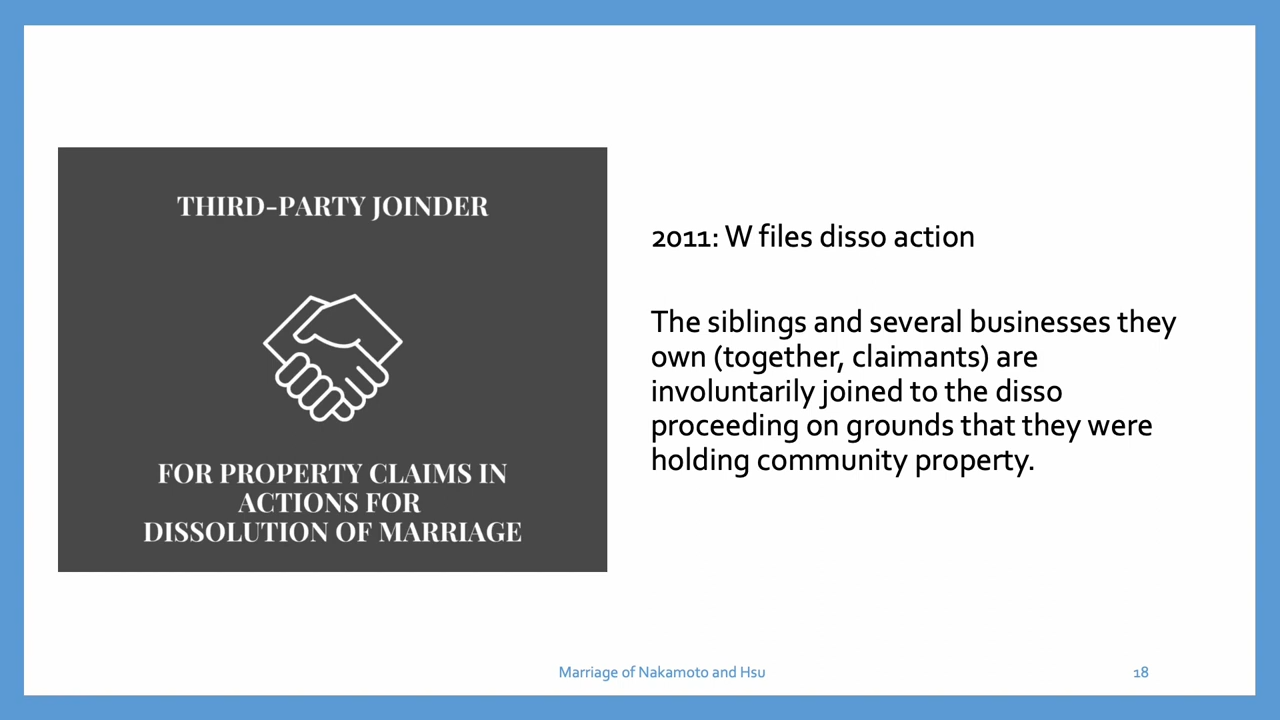 THIRD-PARTY JOINDER
FOR PROPERTY CLAIMS IN
ACTIONS FOR
DISSOLUTION OF MARRIAGE
2011: W files disso action
The siblings and several businesses they
own (together, claimants) are
involuntarily joined to the disso
proceeding on grounds that they were
holding community property.
Marriage of Nakamoto and Hsu
18